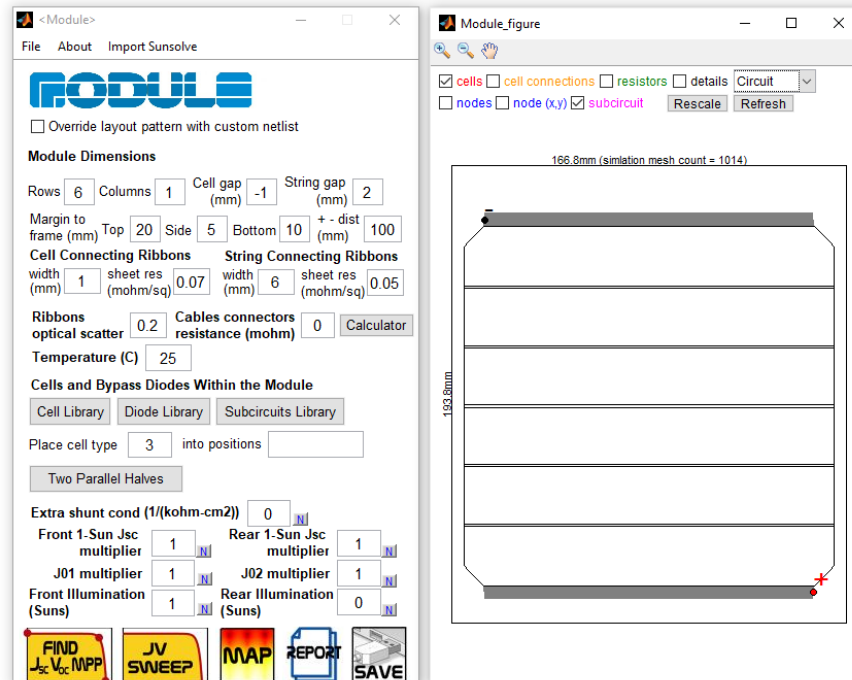 <Module>
File About Import Sunsolve
MODULE
Override layout pattern with custom netlist
Module Dimensions
Rows 6 Columns 1 Cell gap (mm) -1 String gap (mm) 2
Margin to frame (mm) Top 20 Side 5 Bottom 10 + - dist (mm) 100
Cell Connecting Ribbons String Connecting Ribbons
width (mm) 1 sheet res (mohm/sq) 0.07 width (mm) 6 sheet res (mohm/sq) 0.05
Ribbons optical scatter 0.2 Cables connectors resistance (mohm) 0 Calculator
Temperature (C) 25
Cells and Bypass Diodes Within the Module
Cell Library Diode Library Subcircuits Library
Place cell type 3 into positions
Two Parallel Halves
Extra shunt cond (1/(kohm-cm2)) 0 N
Front 1-Sun Jsc multiplier 1 N Rear 1-Sun Jsc multiplier 1 N
J01 multiplier 1 N J02 multiplier 1 N
Front Illumination (Suns) 1 N Rear Illumination (Suns) 0 N
FIND Jsc Voc MPP
JV SWEEP
MAP
REPORT
SAVE
Module_figure
cells cell connections resistors details Circuit
nodes node (x,y) subcircuit Rescale Refresh
166.8mm (simlation mesh count = 1014)
-
193.8mm
+